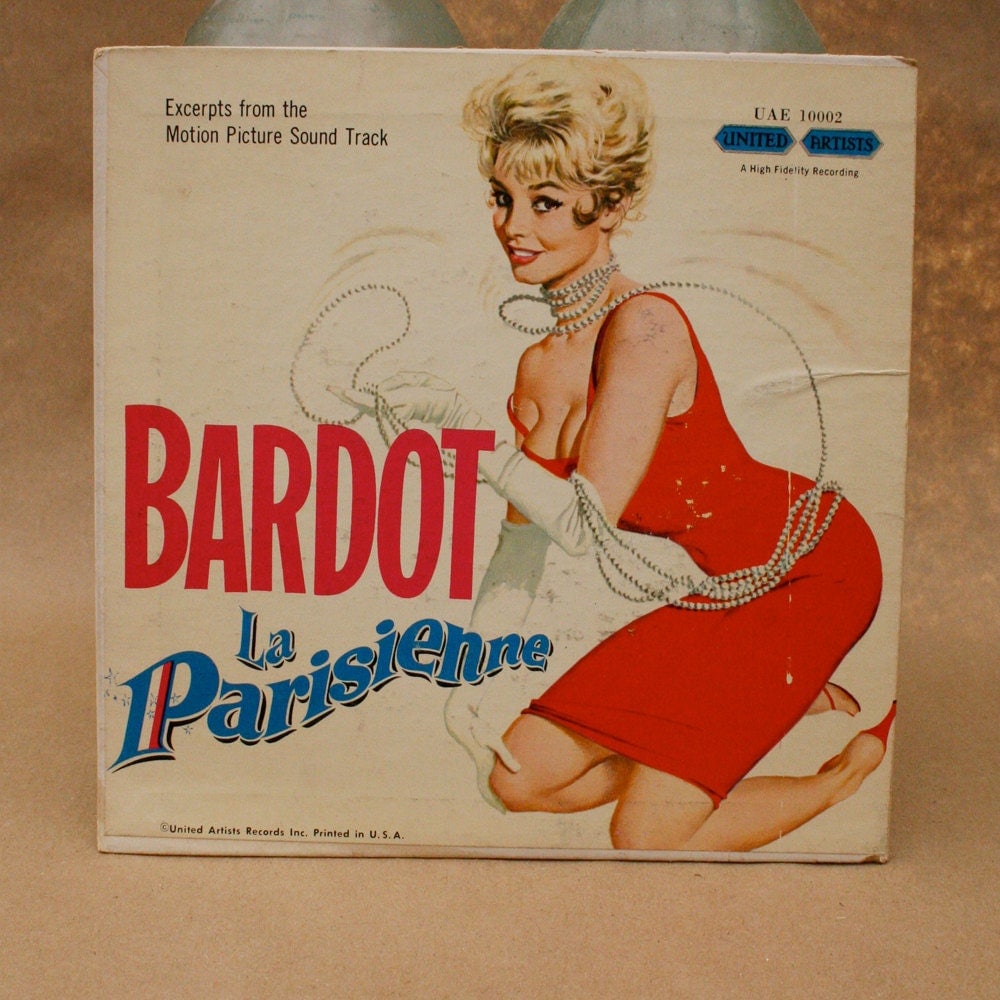 Excerpts from the
Motion Picture Sound Track
UAE 10002
UNITED ARTISTS
A High Fidelity Recording
BARDOT
La
Parisienne
©United Artists Records Inc. Printed in U.S.A.